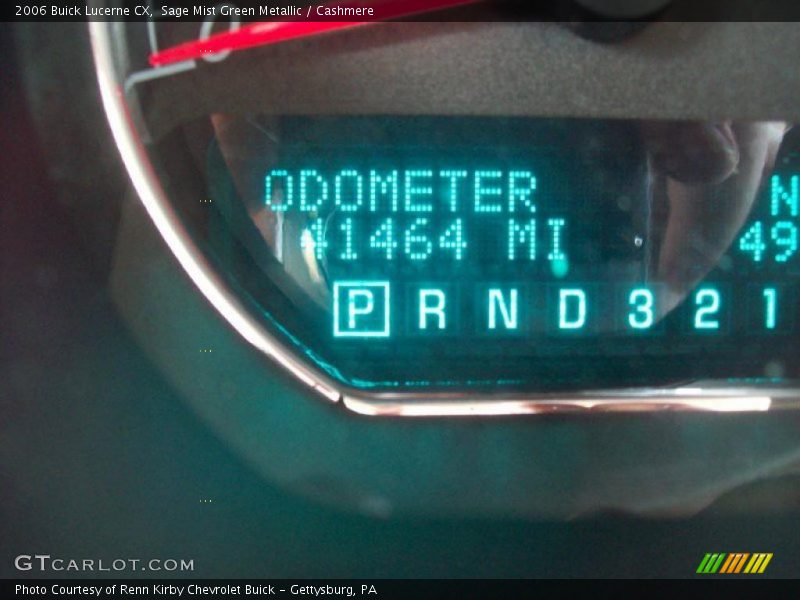 2006 Buick Lucerne CX, Sage Mist Green Metallic / Cashmere
ODOMETER N
41464 MI 49
P R N D 3 2 1
GTCARLOT.COM
Photo Courtesy of Renn Kirby Chevrolet Buick - Gettysburg, PA